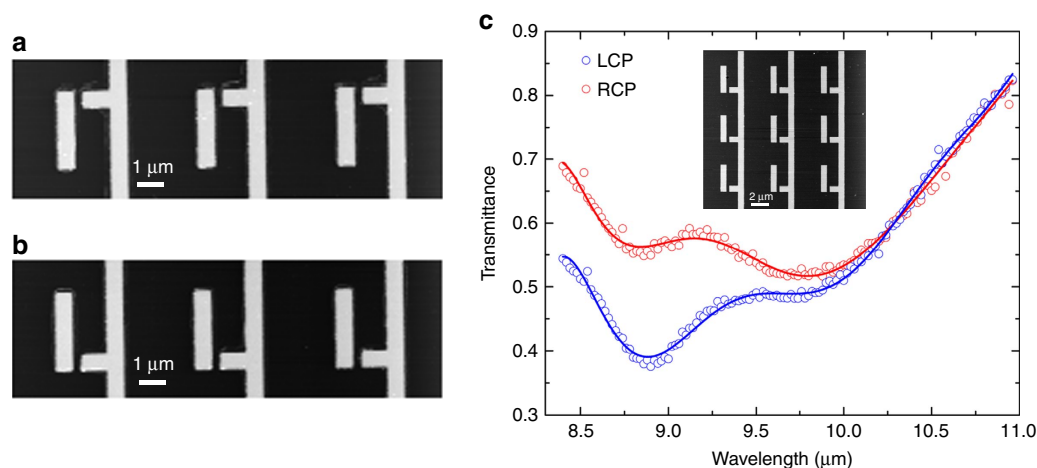 a
1 μm
b
1 μm
c
LCP
RCP
2 μm
Transmittance
0.9
0.8
0.7
0.6
0.5
0.4
0.3
8.5 9.0 9.5 10.0 10.5 11.0
Wavelength (μm)